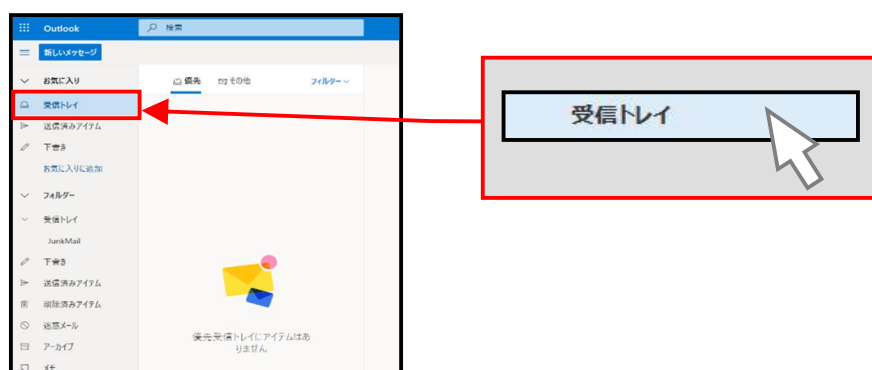 Outlook
検索
新しいメッセージ
お気に入り
優先 その他 フィルター
受信トレイ
送信済みアイテム
下書き
お気に入りに追加
フォルダー
受信トレイ
JunkMail
下書き
送信済みアイテム
削除済みアイテム
迷惑メール
アーカイブ
メモ
優先受信トレイにアイテムはあ
りません
受信トレイ